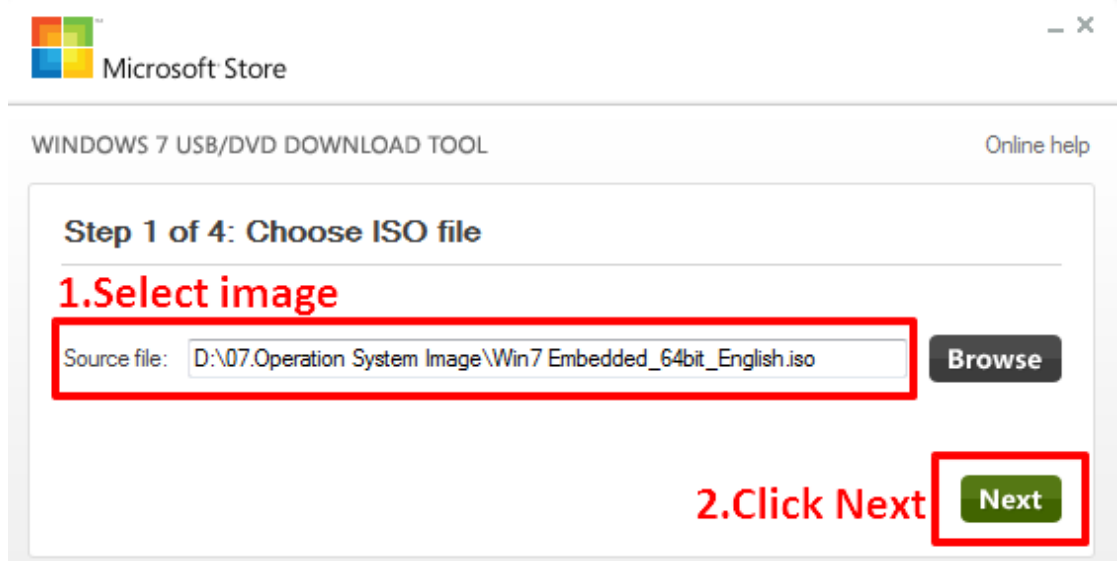 Microsoft Store
WINDOWS 7 USB/DVD DOWNLOAD TOOL
Online help
Step 1 of 4: Choose ISO file
1.Select image
Source file: D:\07.Operation System Image\Win7 Embedded_64bit_English.iso
Browse
2.Click Next
Next